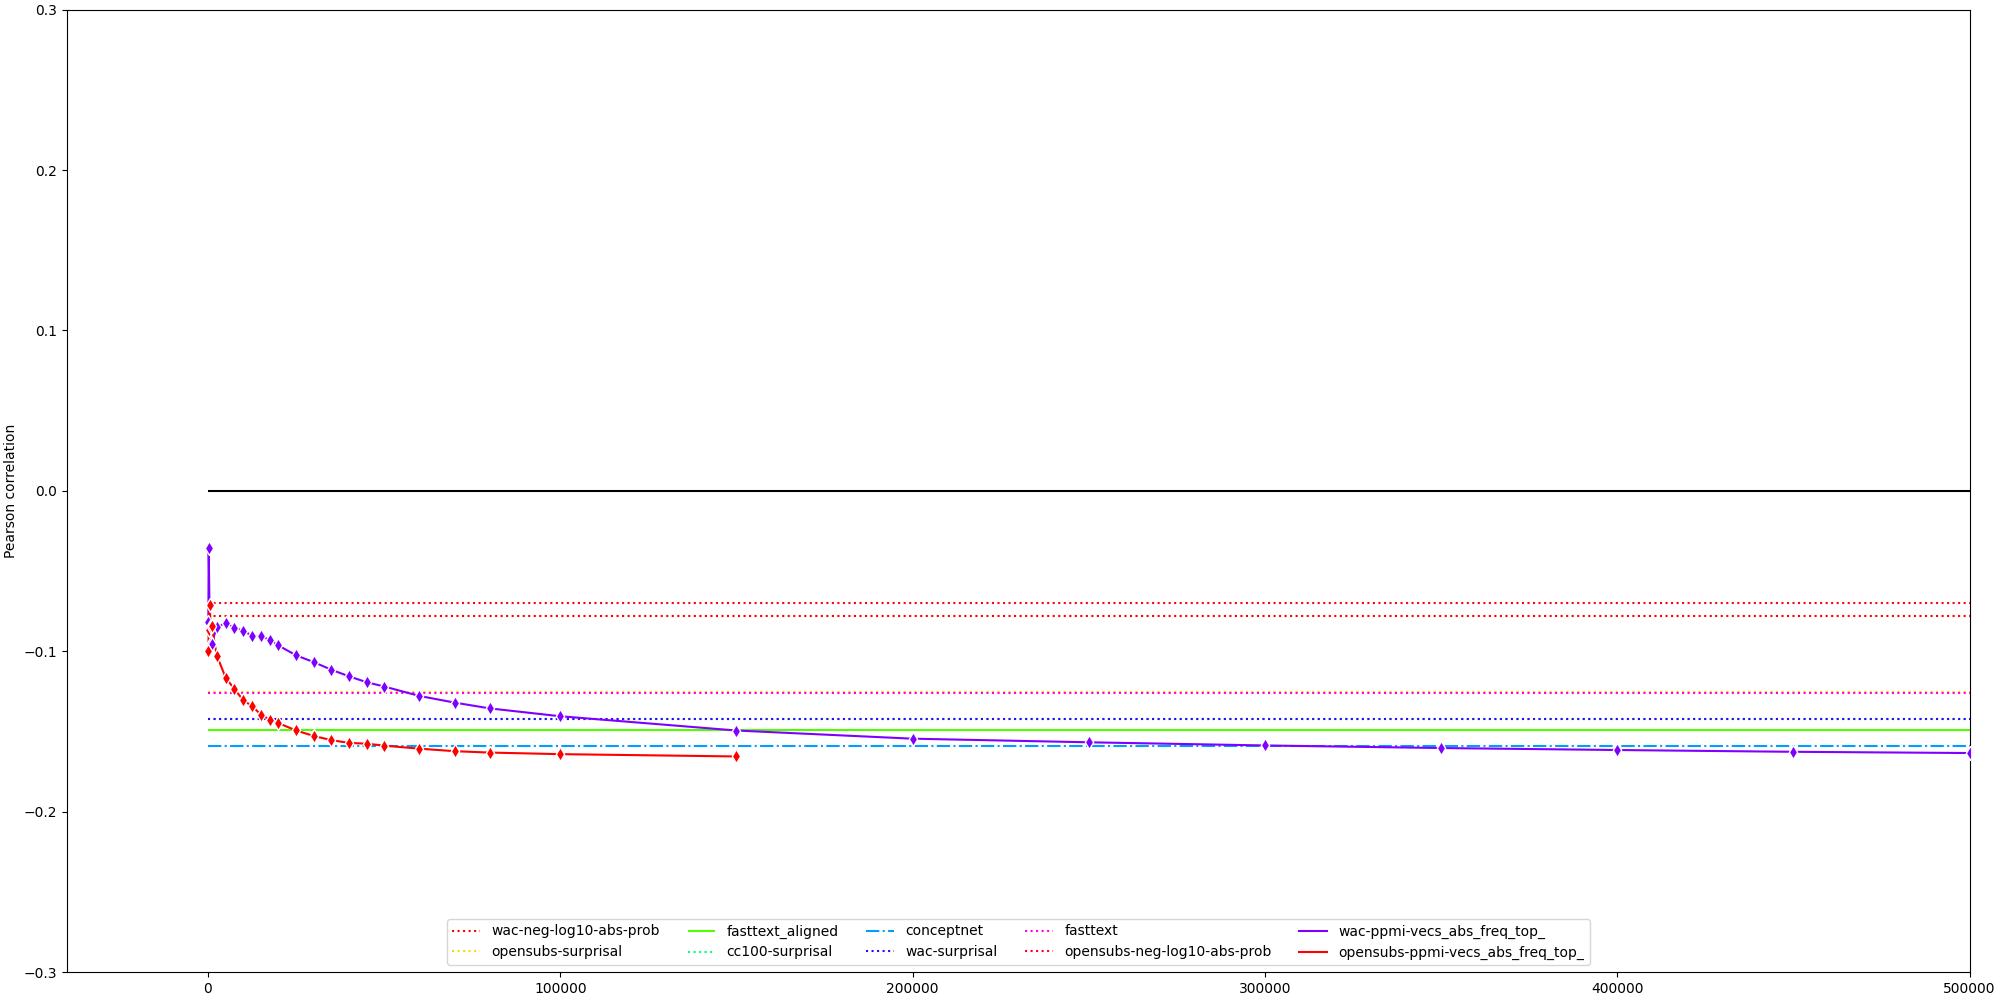 0.3
0.2
0.1
0.0
−0.1
−0.2
−0.3
Pearson correlation
wac-neg-log10-abs-prob
opensubs-surprisal
fasttext_aligned
cc100-surprisal
conceptnet
wac-surprisal
fasttext
opensubs-neg-log10-abs-prob
wac-ppmi-vecs_abs_freq_top_
opensubs-ppmi-vecs_abs_freq_top_
0 100000 200000 300000 400000 500000